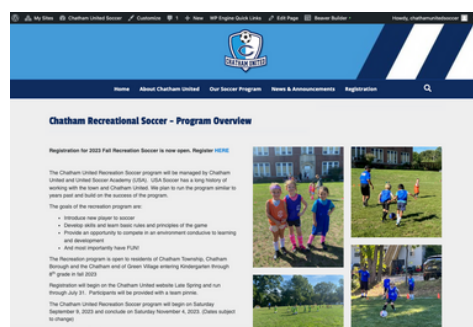 My Sites Chatham United Soccer Customize 1 New WP Engine Quick Links Edit Page Beaver Builder Howdy, chathamunitedsoccer
CHATHAM UNITED
Home About Chatham United Our Soccer Program News & Announcements Registration
Chatham Recreational Soccer – Program Overview
Registration for 2023 Fall Recreation Soccer is now open. Register HERE
The Chatham United Recreation Soccer program will be managed by Chatham
United and United Soccer Academy (USA). USA Soccer has a long history of
working with the town and Chatham United. We plan to run the program similar to
years past and build on the success of the program.
The goals of the recreation program are:
• Introduce new player to soccer
• Develop skills and learn basic rules and principles of the game
• Provide an opportunity to compete in an environment conducive to learning
and development
• And most importantly have FUN!
The Recreation program is open to residents of Chatham Township, Chatham
Borough and the Chatham end of Green Village entering Kindergarten through
8th grade in fall 2023
Registration will begin on the Chatham United website Late Spring and run
through July 31. Participants will be provided with a team pinnie.
The Chatham United Recreation Soccer program will begin on Saturday
September 9, 2023 and conclude on Saturday November 4, 2023. (Dates subject
to change)